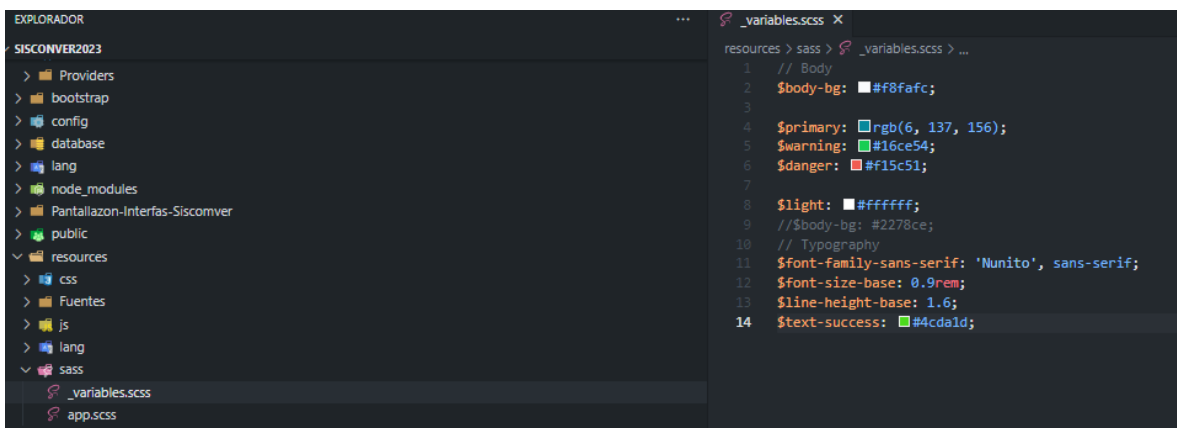 EXPLORADOR
SISCONVER2023
Providers
bootstrap
config
database
lang
node_modules
Pantallazon-Interfas-Siscomver
public
resources
css
Fuentes
js
lang
sass
_variables.scss
app.scss
_variables.scss
resources > sass > _variables.scss > ...
1 // Body
2 $body-bg: #f8fafc;
3
4 $primary: rgb(6, 137, 156);
5 $warning: #16ce54;
6 $danger: #f15c51;
7
8 $light: #ffffff;
9 //$body-bg: #2278ce;
10 // Typography
11 $font-family-sans-serif: 'Nunito', sans-serif;
12 $font-size-base: 0.9rem;
13 $line-height-base: 1.6;
14 $text-success: #4cda1d;